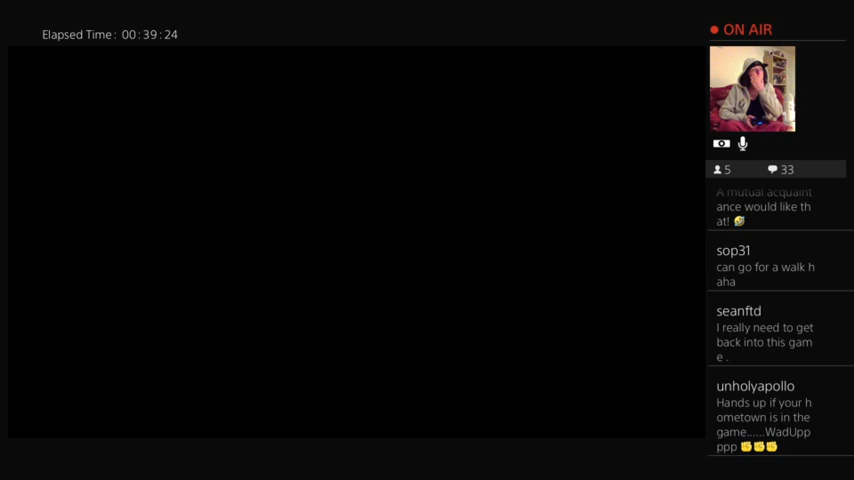 Elapsed Time: 00:39:24
ON AIR
5 33
A mutual acquaint
ance would like th
at! 🤣
sop31
can go for a walk h
aha
seanftd
I really need to get
back into this gam
e .
unholyapollo
Hands up if your h
ometown is in the
game......WadUpp
ppp ✊✊✊